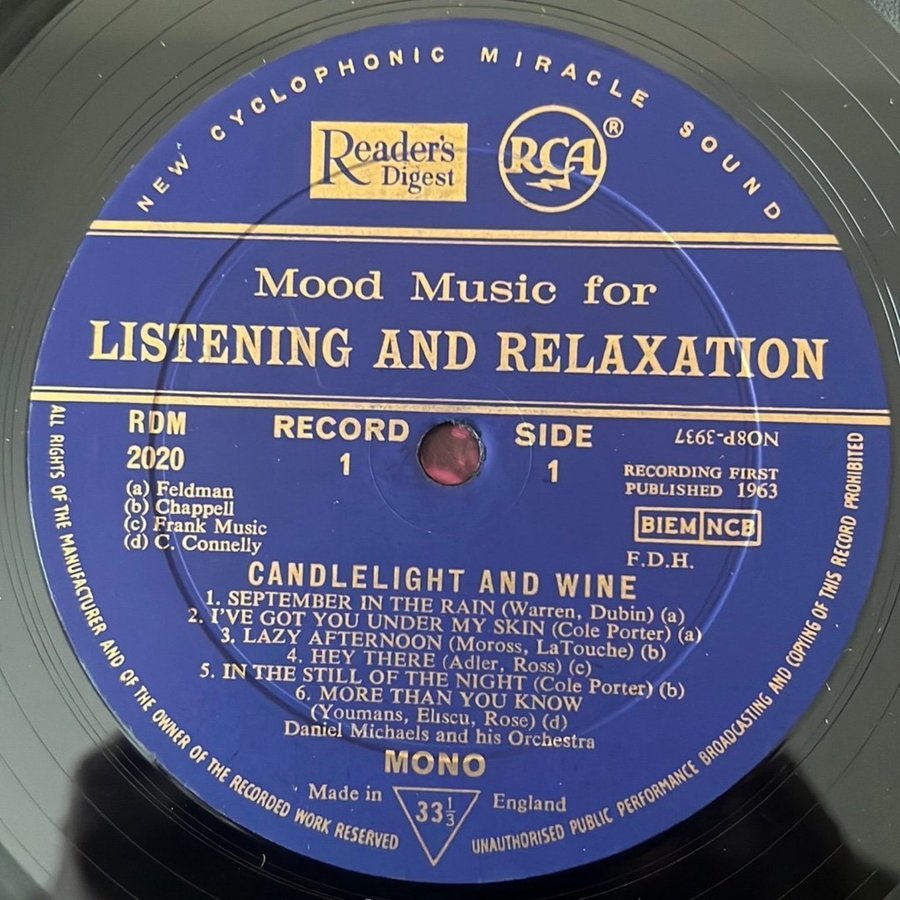 NEW CYCLOPHONIC MIRACLE SOUND
Reader's Digest
RCA®
Mood Music for
LISTENING AND RELAXATION
RDM 2020
RECORD 1
SIDE 1
NO8P-3937
RECORDING FIRST
PUBLISHED 1963
BIEM NCB
F.D.H.
(a) Feldman
(b) Chappell
(c) Frank Music
(d) C. Connelly
CANDLELIGHT AND WINE
1. SEPTEMBER IN THE RAIN (Warren, Dubin) (a)
2. I'VE GOT YOU UNDER MY SKIN (Cole Porter) (a)
3. LAZY AFTERNOON (Moross, LaTouche) (b)
4. HEY THERE (Adler, Ross) (c)
5. IN THE STILL OF THE NIGHT (Cole Porter) (b)
6. MORE THAN YOU KNOW
(Youmans, Eliscu, Rose) (d)
Daniel Michaels and his Orchestra
MONO
Made in England
33 1/3
ALL RIGHTS OF THE MANUFACTURER AND OF THE OWNER OF THE RECORDED WORK RESERVED
UNAUTHORISED PUBLIC PERFORMANCE BROADCASTING AND COPYING OF THIS RECORD PROHIBITED